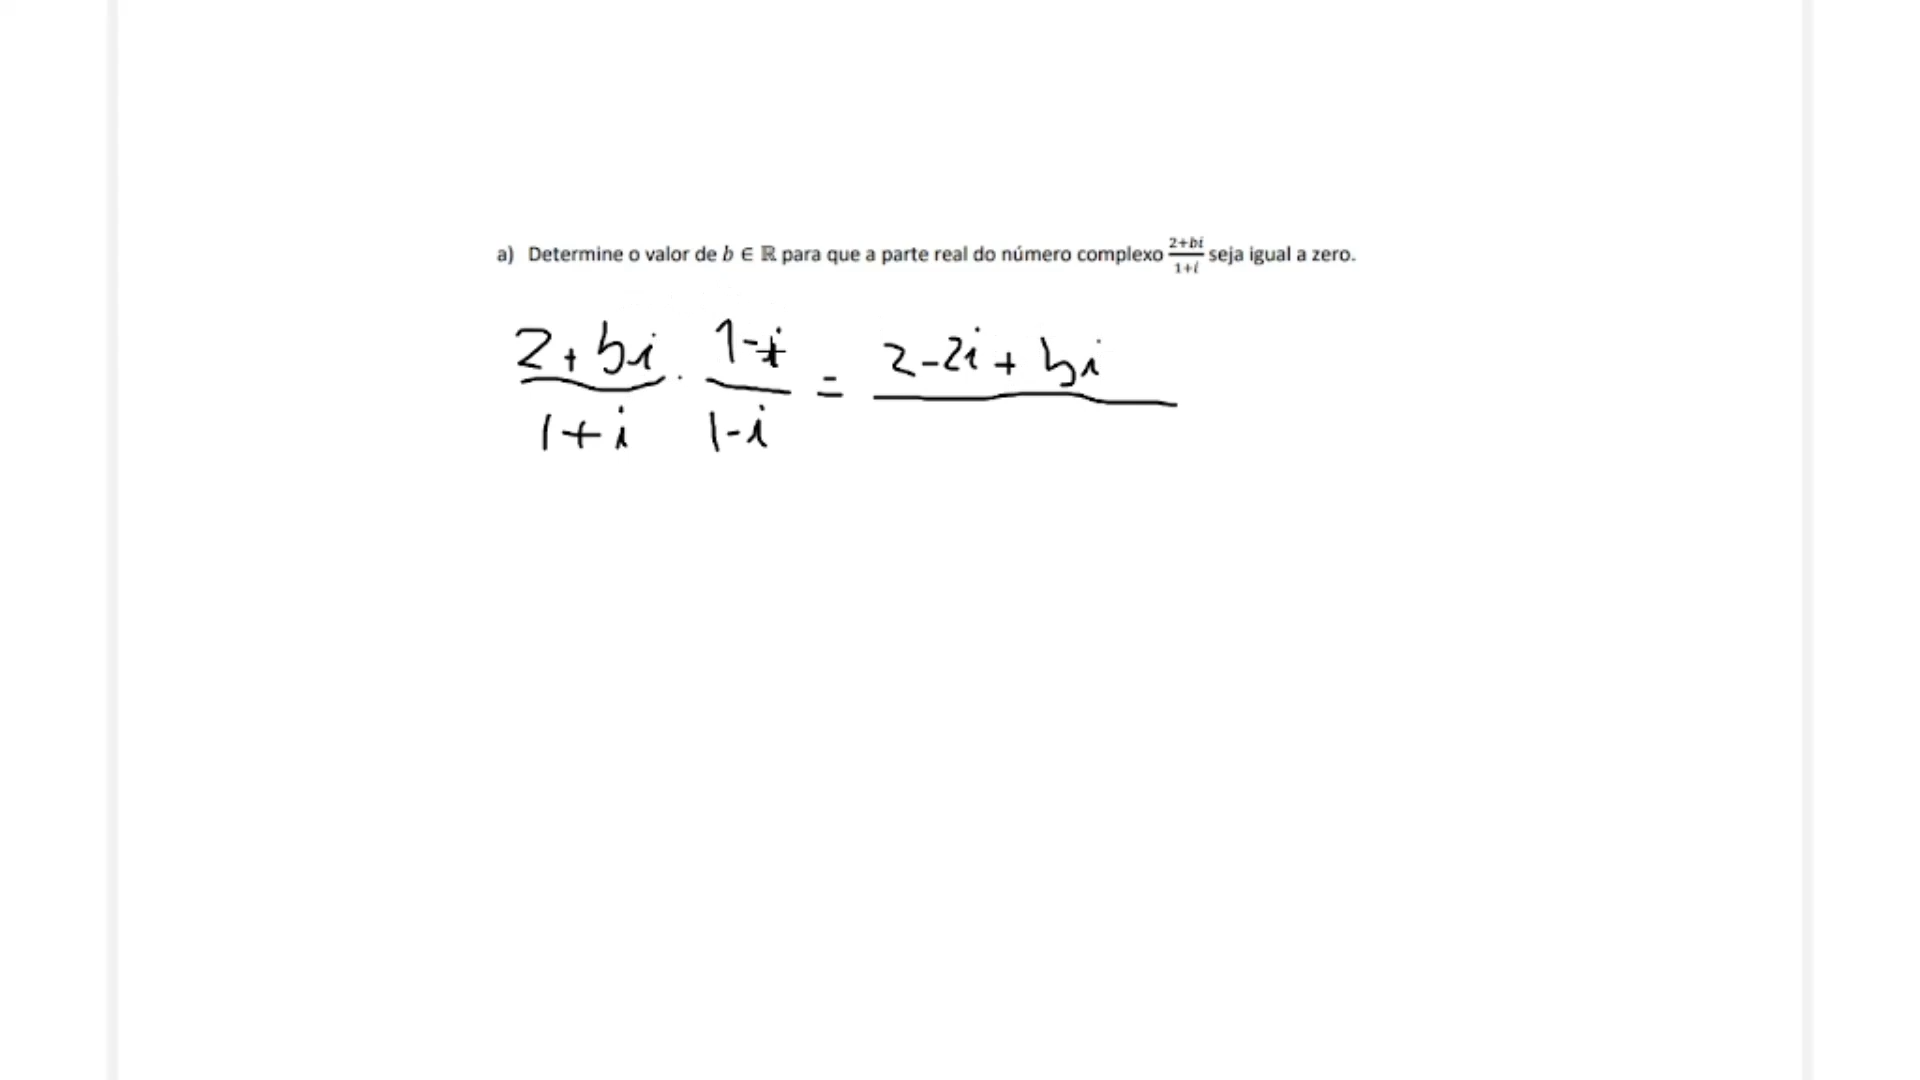 a) Determine o valor de b ∈ ℝ para que a parte real do número complexo (2+bi)/(1+i) seja igual a zero.
(2+bi)/(1+i) · (1-i)/(1-i) = 2-2i+bi